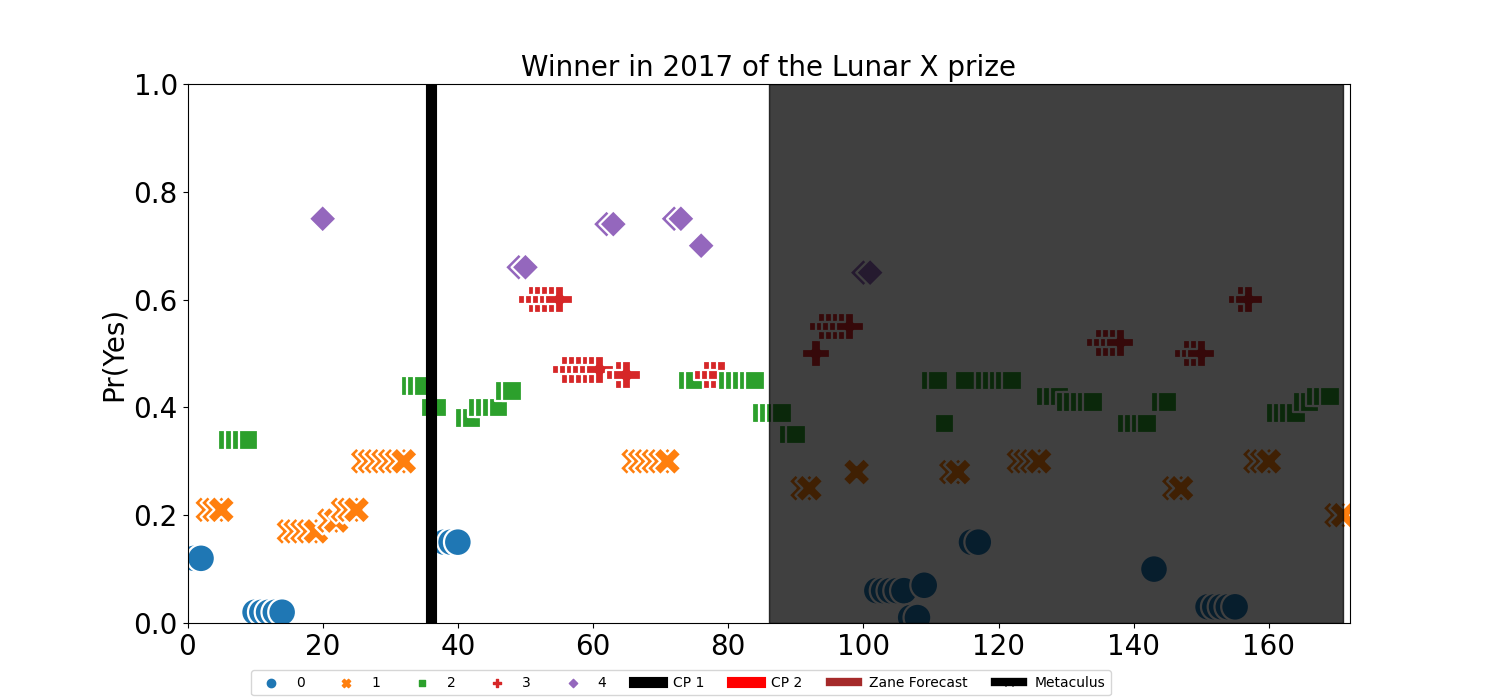 Winner in 2017 of the Lunar X prize
1.0
0.8
0.6
0.4
0.2
0.0
Pr(Yes)
0 20 40 60 80 100 120 140 160
0 1 2 3 4 CP 1 CP 2 Zane Forecast Metaculus